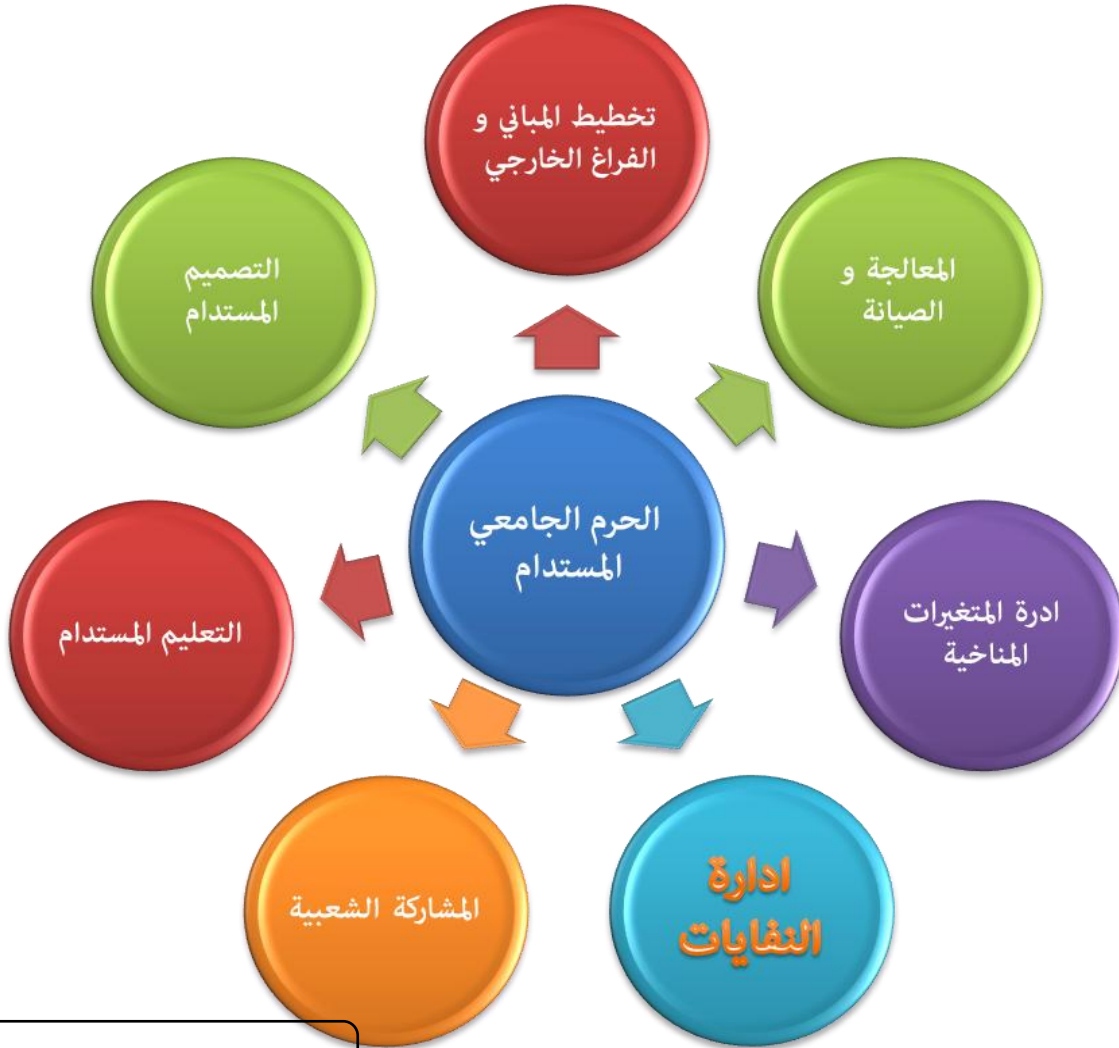 تخطيط المباني و
الفراغ الخارجي
المعالجة و
الصيانة
التصميم
المستدام
الحرم الجامعي
المستدام
ادرة المتغيرات
المناخية
التعليم المستدام
المشاركة الشعبية
ادارة
النفايات